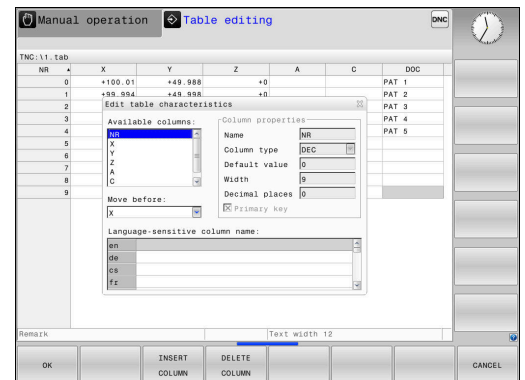 Manual operation Table editing DNC
TNC:\1.tab
NR X Y Z A C DOC
0 +100.01 +49.988 +0 PAT 1
1 +99.994 +49.998 +0 PAT 2
2 PAT 3
3 PAT 4
4 PAT 5
5
6
7
8
9
Edit table characteristics
Available columns:
NR
X
Y
Z
A
C
Move before:
X
Column properties
Name NR
Column type DEC
Default value 0
Width 9
Decimal places 0
Primary key
Language-sensitive column name:
en
de
cs
fr
Remark Text width 12
OK INSERT COLUMN DELETE COLUMN CANCEL